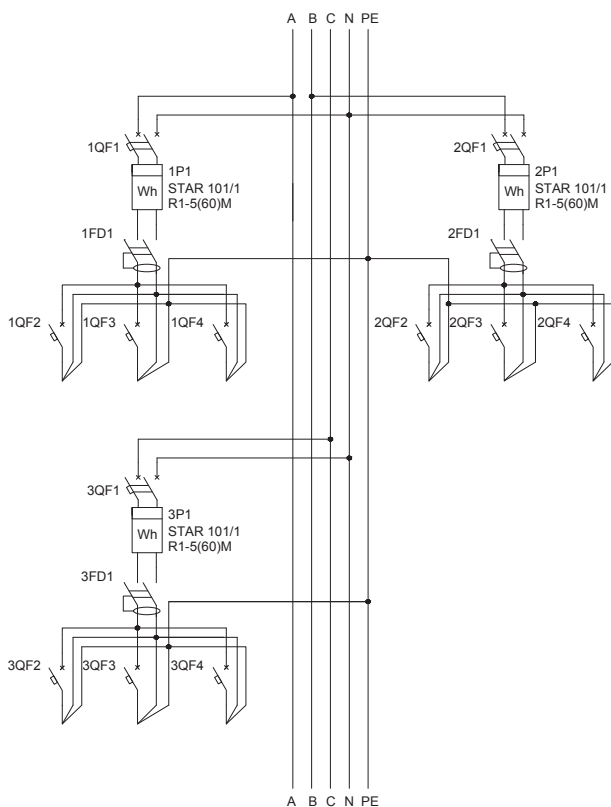 A B C N PE
1QF1
1P1
Wh
STAR 101/1
R1-5(60)M
1FD1
1QF2 1QF3 1QF4
2QF1
2P1
Wh
STAR 101/1
R1-5(60)M
2FD1
2QF2 2QF3 2QF4
3QF1
3P1
Wh
STAR 101/1
R1-5(60)M
3FD1
3QF2 3QF3 3QF4
A B C N PE